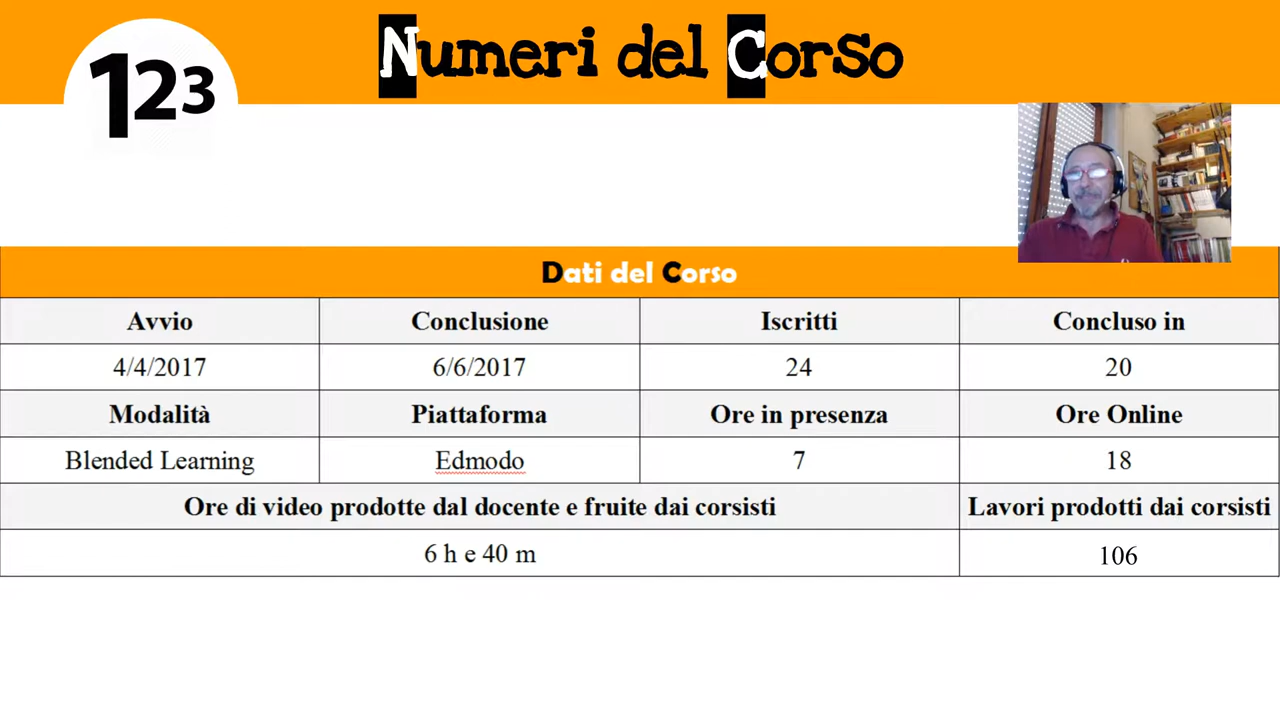 123
Numeri del Corso
Dati del Corso
Avvio Conclusione Iscritti Concluso in
4/4/2017 6/6/2017 24 20
Modalità Piattaforma Ore in presenza Ore Online
Blended Learning Edmodo 7 18
Ore di video prodotte dal docente e fruite dai corsisti Lavori prodotti dai corsisti
6 h e 40 m 106